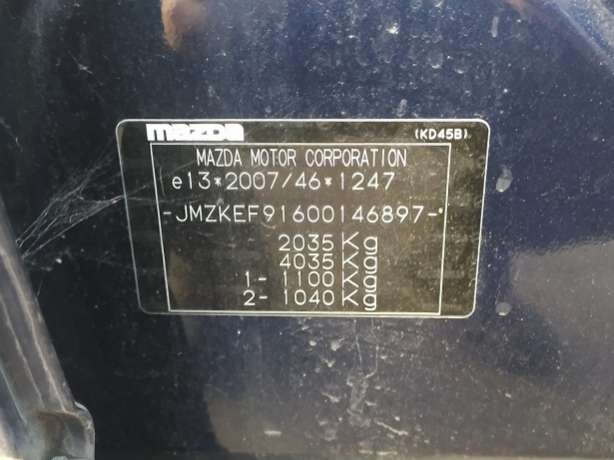 mazda (KD45B)
MAZDA MOTOR CORPORATION
e13*2007/46*1247
-JMZKEF91600146897-*
2035 Kg
4035 Kg
1- 1100 Kg
2- 1040 Kg